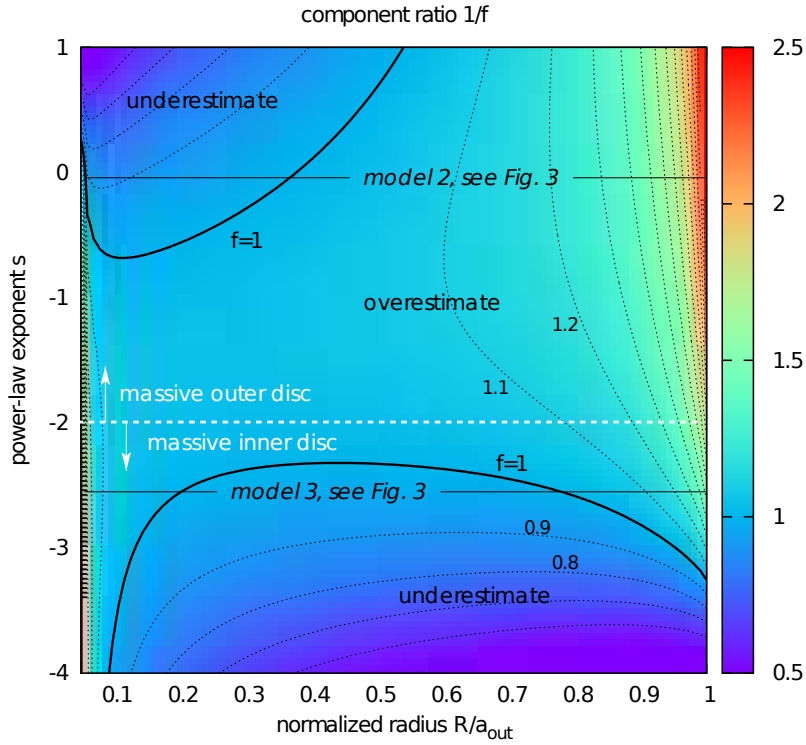 component ratio 1/f
1
0
-1
-2
-3
-4
power-law exponent s
underestimate
model 2, see Fig. 3
f=1
overestimate
1.2
1.1
massive outer disc
massive inner disc
f=1
model 3, see Fig. 3
0.9
0.8
underestimate
0.1 0.2 0.3 0.4 0.5 0.6 0.7 0.8 0.9 1
normalized radius R/a_out
2.5
2
1.5
1
0.5